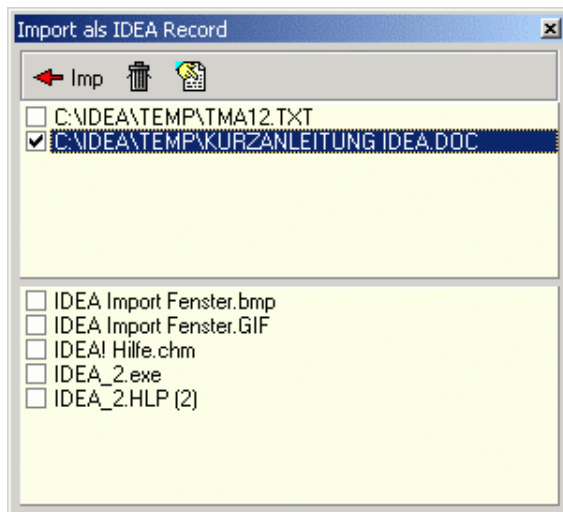 Import als IDEA Record
Imp
C:\IDEA\TEMP\TMA12.TXT
C:\IDEA\TEMP\KURZANLEITUNG IDEA.DOC
IDEA Import Fenster.bmp
IDEA Import Fenster.GIF
IDEA! Hilfe.chm
IDEA_2.exe
IDEA_2.HLP (2)